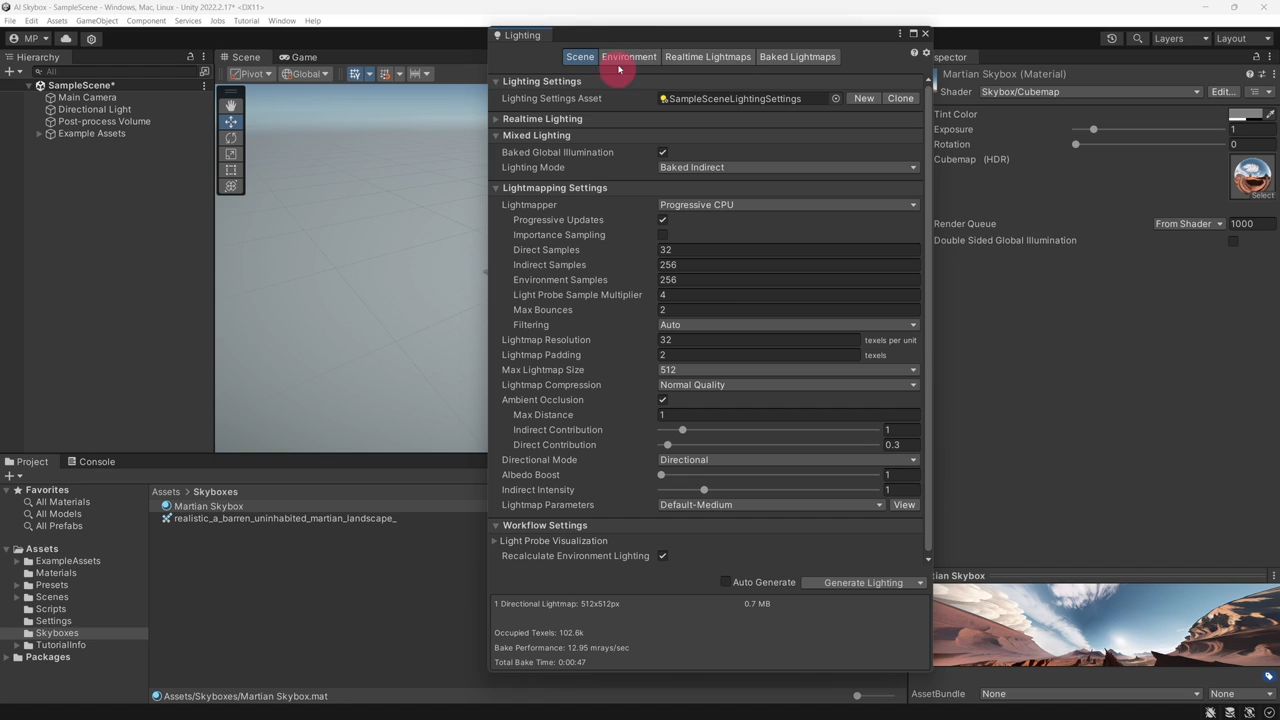 AI Skybox - SampleScene - Windows, Mac, Linux - Unity 2022.2.17* <DX11>
File Edit Assets GameObject Component Services Jobs Tutorial Window Help
MP Layers Layout
Hierarchy
All
SampleScene*
Main Camera
Directional Light
Post-process Volume
Example Assets
Scene Game
Pivot Global
Lighting
Scene Environment Realtime Lightmaps Baked Lightmaps
Lighting Settings
Lighting Settings Asset SampleSceneLightingSettings New Clone
Realtime Lighting
Mixed Lighting
Baked Global Illumination
Lighting Mode Baked Indirect
Lightmapping Settings
Lightmapper Progressive CPU
Progressive Updates
Importance Sampling
Direct Samples 32
Indirect Samples 256
Environment Samples 256
Light Probe Sample Multiplier 4
Max Bounces 2
Filtering Auto
Lightmap Resolution 32 texels per unit
Lightmap Padding 2 texels
Max Lightmap Size 512
Lightmap Compression Normal Quality
Ambient Occlusion
Max Distance 1
Indirect Contribution 1
Direct Contribution 0.3
Directional Mode Directional
Albedo Boost 1
Indirect Intensity 1
Lightmap Parameters Default-Medium View
Workflow Settings
Light Probe Visualization
Recalculate Environment Lighting
Auto Generate Generate Lighting
1 Directional Lightmap: 512x512px 0.7 MB
Occupied Texels: 102.6k
Bake Performance: 12.95 mrays/sec
Total Bake Time: 0:00:47
spector
Martian Skybox (Material)
Shader Skybox/Cubemap Edit...
Tint Color
Exposure 1
Rotation 0
Cubemap (HDR)
Select
Render Queue From Shader 1000
Double Sided Global Illumination
tian Skybox
AssetBundle None None
Project Console
Favorites
All Materials
All Models
All Prefabs
Assets
ExampleAssets
Materials
Presets
Scenes
Scripts
Settings
Skyboxes
TutorialInfo
Packages
Assets > Skyboxes
Martian Skybox
realistic_a_barren_uninhabited_martian_landscape_
Assets/Skyboxes/Martian Skybox.mat